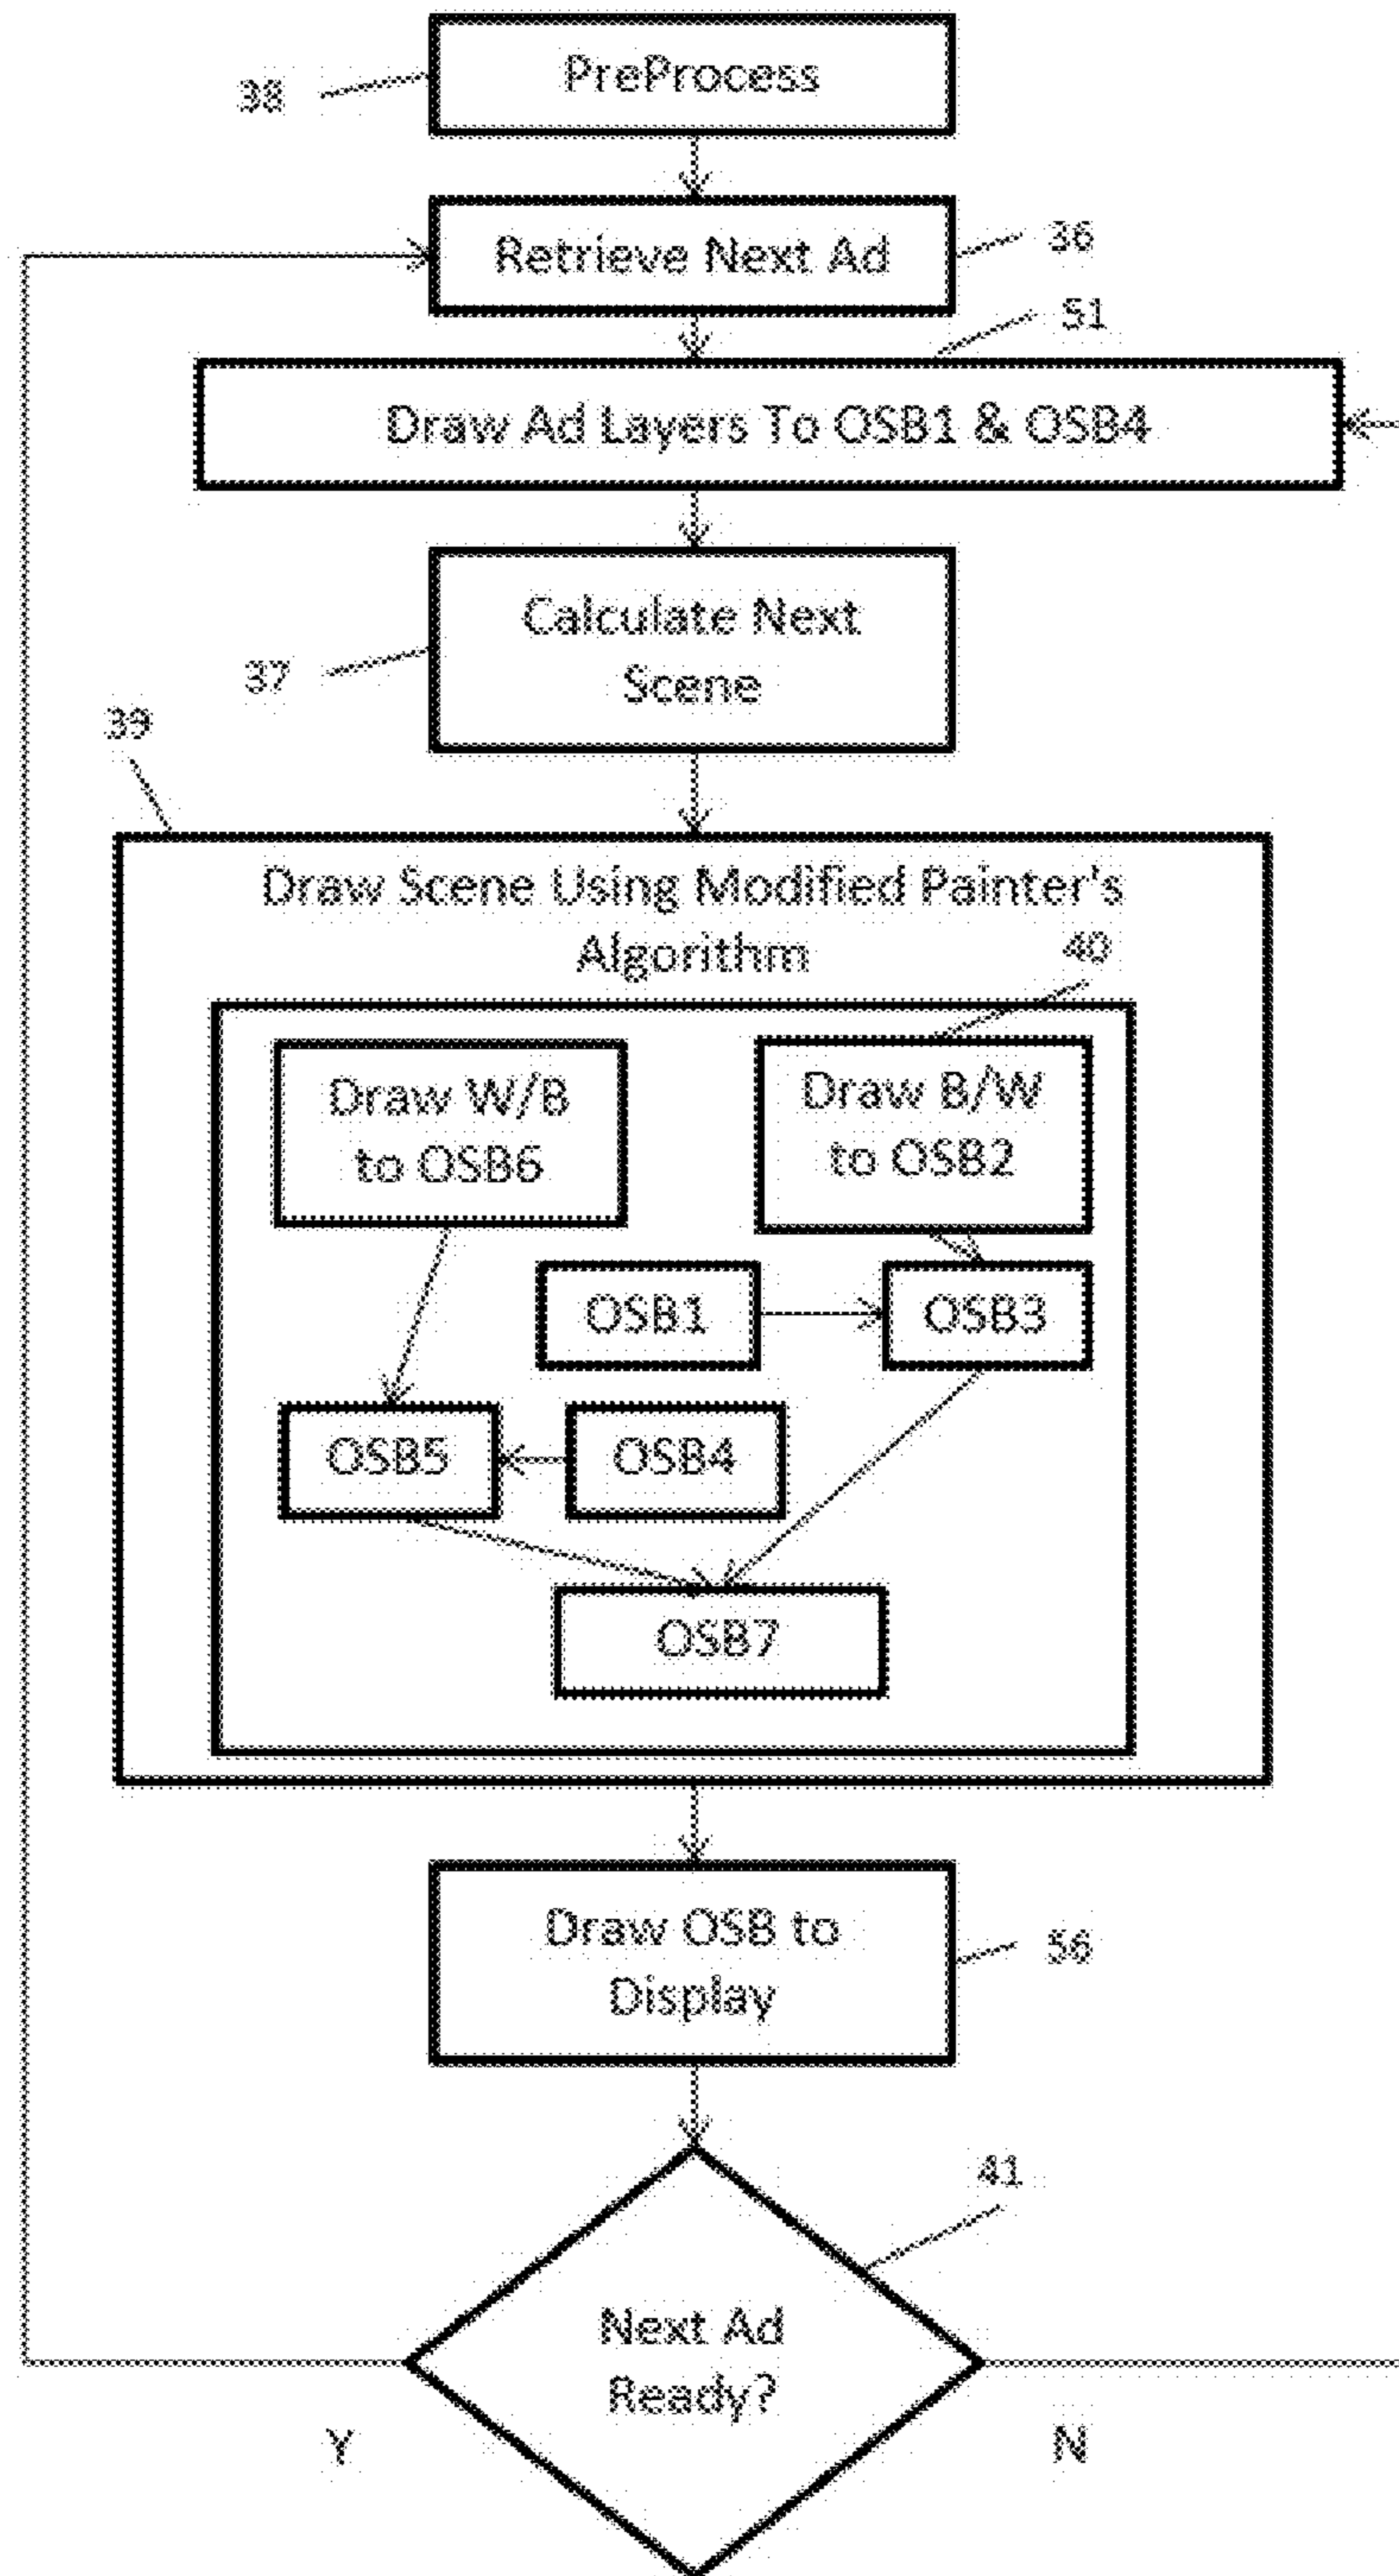 PreProcess
38
Retrieve Next Ad
36
51
Draw Ad Layers To OSB1 & OSB4
Calculate Next
Scene
37
39
Draw Scene Using Modified Painter's
Algorithm
40
Draw W/B
to OSB6
Draw B/W
to OSB2
OSB1
OSB3
OSB5
OSB4
OSB7
Draw OSB to
Display
56
41
Next Ad
Ready?
Y
N